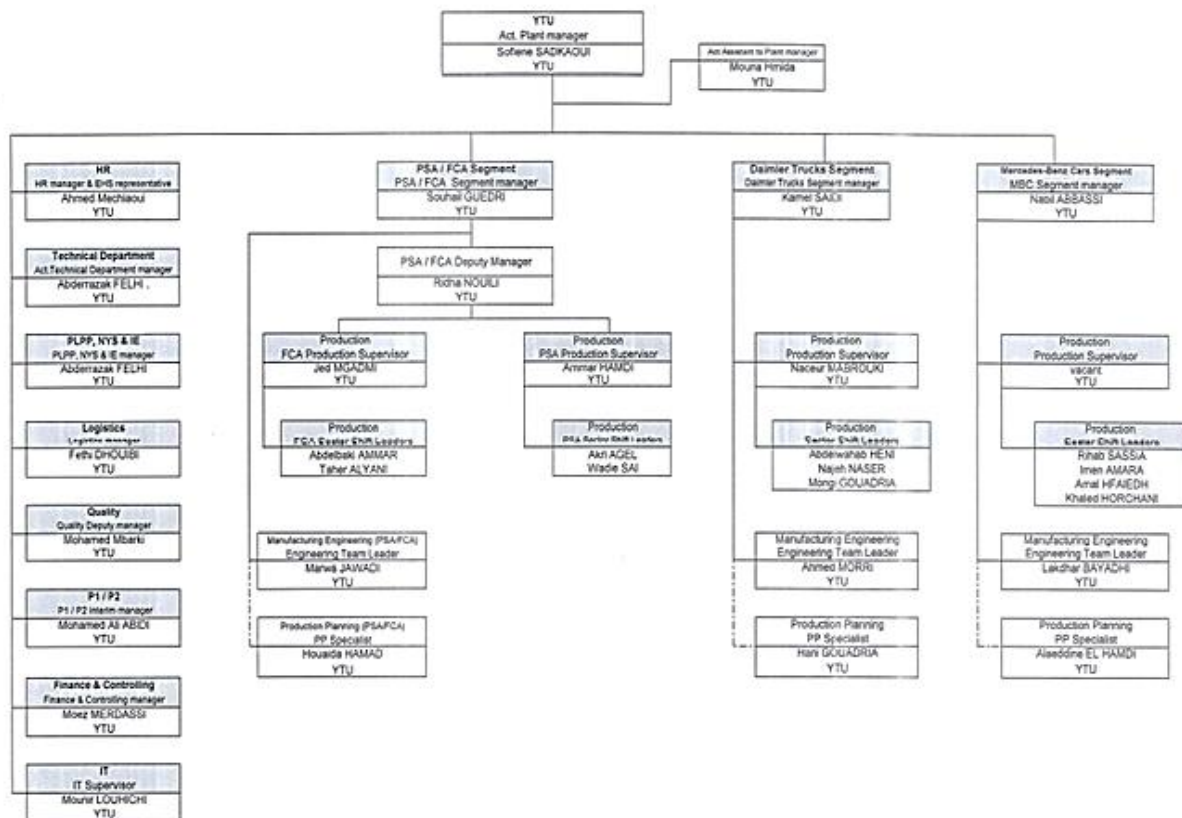 YTU
Act. Plant manager
Sofiene SADKAOUI
YTU
Act Assistant to Plant manager
Mouna Hmida
YTU
HR
HR manager & EHS representative
Ahmed Mechlaoui
YTU
Technical Department
Act.Technical Department manager
Abderrazak FELHI .
YTU
PLPP, NYS & IE
PLPP, NYS & IE manager
Abderrazak FELHI
YTU
Logistics
Logistics manager
Fethi DHOUIBI
YTU
Quality
Quality Deputy manager
Mohamed Mbarki
YTU
P1 / P2
P1 / P2 Interim manager
Mohamed Ali ABIDI
YTU
Finance & Controlling
Finance & Controlling manager
Moez MERDASSI
YTU
IT
IT Supervisor
Mounir LOUHICHI
YTU
PSA / FCA Segment
PSA / FCA Segment manager
Souhail GUEDRI
YTU
PSA / FCA Deputy Manager
Ridha NOUILI
YTU
Production
FCA Production Supervisor
Jed MGADMI
YTU
Production
FCA Sector Shift Leaders
Abdelbaki AMMAR
Taher ALYANI
Production
PSA Production Supervisor
Ammar HAMDI
YTU
Production
PSA Sector Shift Leaders
Akri AGEL
Wadie SAI
Manufacturing Engineering (PSA/FCA)
Engineering Team Leader
Marwa JAWADI
YTU
Production Planning (PSA/FCA)
PP Specialist
Houaida HAMAD
YTU
Daimler Trucks Segment
Daimler Trucks Segment manager
Kamel SAIDI
YTU
Production
Production Supervisor
Naceur MABROUKI
YTU
Production
Sector Shift Leaders
Abdelwahab HENI
Najeh NASER
Mongi GOUADRIA
Manufacturing Engineering
Engineering Team Leader
Ahmed MORRI
YTU
Production Planning
PP Specialist
Hani GOUADRIA
YTU
Mercedes-Benz Cars Segment
MBC Segment manager
Nabil ABBASSI
YTU
Production
Production Supervisor
vacant
YTU
Production
Sector Shift Leaders
Rihab SASSIA
Imen AMARA
Amal HFAIEDH
Khaled HORCHANI
Manufacturing Engineering
Engineering Team Leader
Lakdhar BAYADHI
YTU
Production Planning
PP Specialist
Alaeddine EL HAMDI
YTU